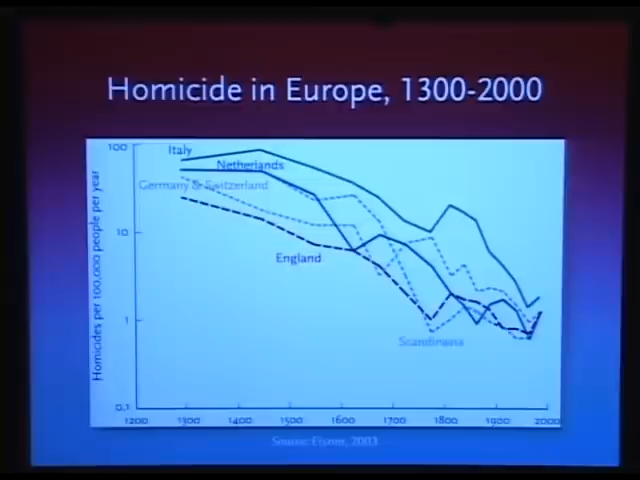 Homicide in Europe, 1300-2000
Homicides per 100,000 people per year
100
10
1
0.1
Italy
Netherlands
Germany & Switzerland
England
Scandinavia
1200 1300 1400 1500 1600 1700 1800 1900 2000
Source: Eisner, 2003